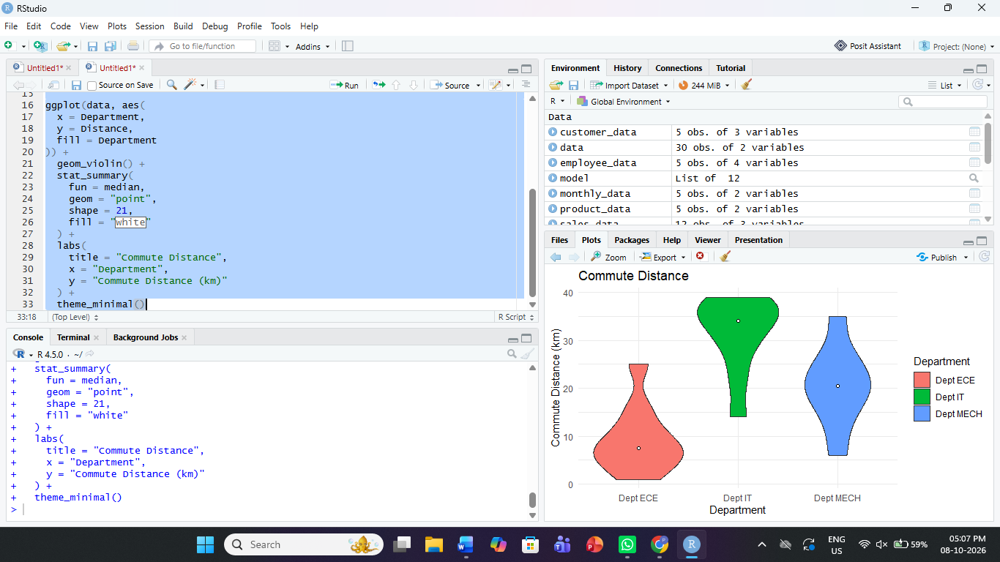 RStudio
File Edit Code View Plots Session Build Debug Profile Tools Help
Go to file/function Addins Posit Assistant Project: (None)
Untitled1* Untitled1*
Source on Save Run Source
15
16 ggplot(data, aes(
17 x = Department,
18 y = Distance,
19 fill = Department
20 )) +
21 geom_violin() +
22 stat_summary(
23 fun = median,
24 geom = "point",
25 shape = 21,
26 fill = "white"
27 ) +
28 labs(
29 title = "Commute Distance",
30 x = "Department",
31 y = "Commute Distance (km)"
32 ) +
33 theme_minimal()
33:18 (Top Level) R Script
Console Terminal Background Jobs
R 4.5.0 · ~/
+ stat_summary(
+ fun = median,
+ geom = "point",
+ shape = 21,
+ fill = "white"
+ ) +
+ labs(
+ title = "Commute Distance",
+ x = "Department",
+ y = "Commute Distance (km)"
+ ) +
+ theme_minimal()
>
Environment History Connections Tutorial
Import Dataset 244 MiB List
R Global Environment
Data
customer_data 5 obs. of 3 variables
data 30 obs. of 2 variables
employee_data 5 obs. of 4 variables
model List of 12
monthly_data 5 obs. of 2 variables
product_data 5 obs. of 2 variables
sales_data 12 obs. of 3 variables
Files Plots Packages Help Viewer Presentation
Zoom Export Publish
Commute Distance
Commute Distance (km)
40
30
20
10
0
Dept ECE Dept IT Dept MECH
Department
Department
Dept ECE
Dept IT
Dept MECH
Search
ENG
US
59%
05:07 PM
08-10-2026